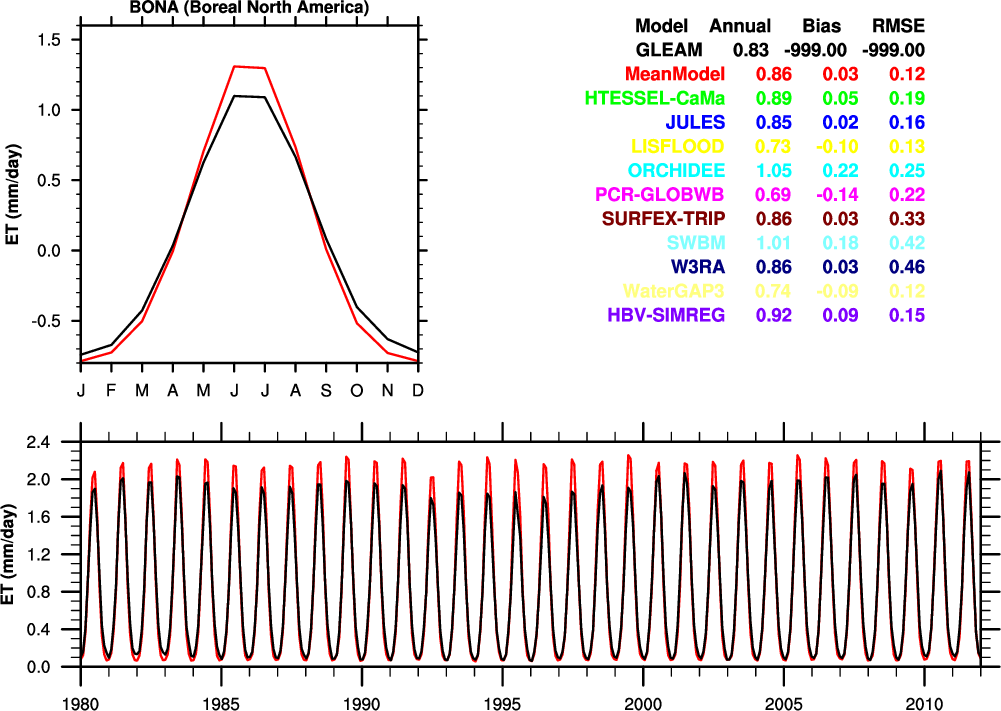 BONA (Boreal North America)
1.5
1.0
0.5
0.0
-0.5
ET (mm/day)
J F M A M J J A S O N D
Model Annual Bias RMSE
GLEAM 0.83 -999.00 -999.00
MeanModel 0.86 0.03 0.12
HTESSEL-CaMa 0.89 0.05 0.19
JULES 0.85 0.02 0.16
LISFLOOD 0.73 -0.10 0.13
ORCHIDEE 1.05 0.22 0.25
PCR-GLOBWB 0.69 -0.14 0.22
SURFEX-TRIP 0.86 0.03 0.33
SWBM 1.01 0.18 0.42
W3RA 0.86 0.03 0.46
WaterGAP3 0.74 -0.09 0.12
HBV-SIMREG 0.92 0.09 0.15
2.4
2.0
1.6
1.2
0.8
0.4
0.0
ET (mm/day)
1980 1985 1990 1995 2000 2005 2010